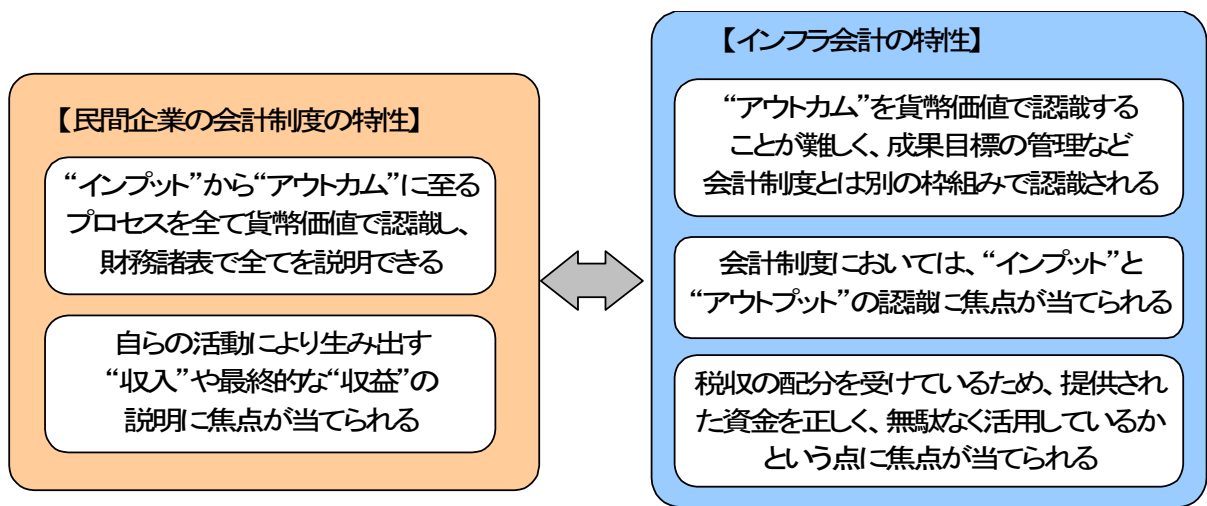 【民間企業の会計制度の特性】
“インプット”から“アウトカム”に至る
プロセスを全て貨幣価値で認識し、
財務諸表で全てを説明できる
自らの活動により生み出す
“収入”や最終的な“収益”の
説明に焦点が当てられる
【インフラ会計の特性】
“アウトカム”を貨幣価値で認識する
ことが難しく、成果目標の管理など
会計制度とは別の枠組みで認識される
会計制度においては、“インプット”と
“アウトプット”の認識に焦点が当てられる
税収の配分を受けているため、提供され
た資金を正しく、無駄なく活用しているか
という点に焦点が当てられる